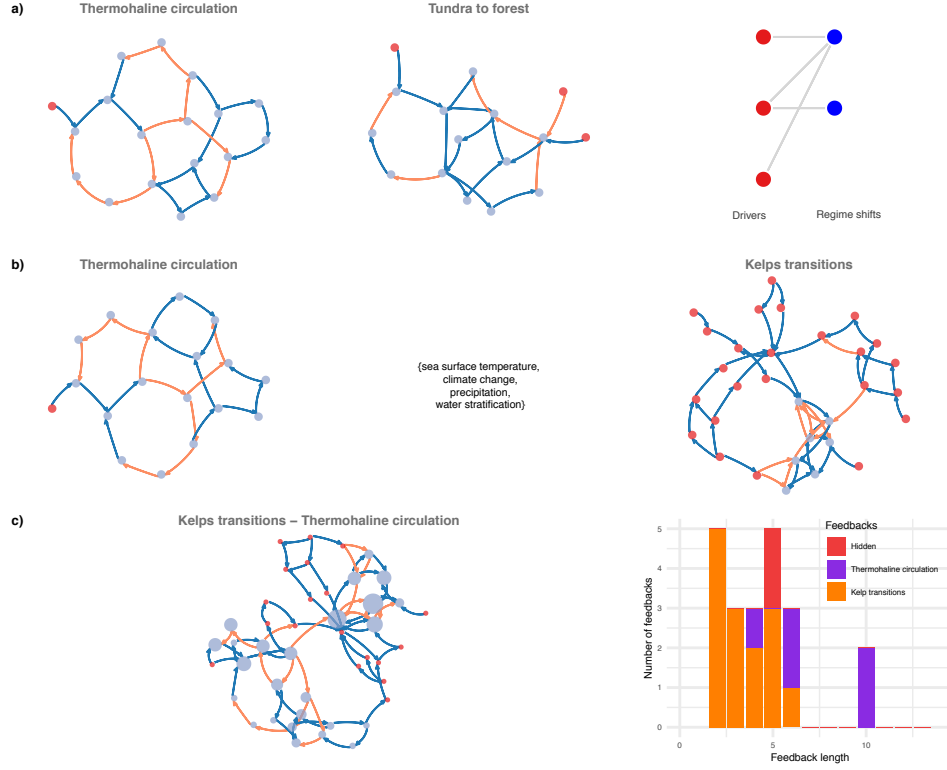 a)
Thermohaline circulation
Tundra to forest
Drivers
Regime shifts
b)
Thermohaline circulation
Kelps transitions
{sea surface temperature,
climate change,
precipitation,
water stratification}
c)
Kelps transitions – Thermohaline circulation
Feedbacks
Hidden
Thermohaline circulation
Kelp transitions
Number of feedbacks
5
4
3
2
1
0
0
5
10
Feedback length